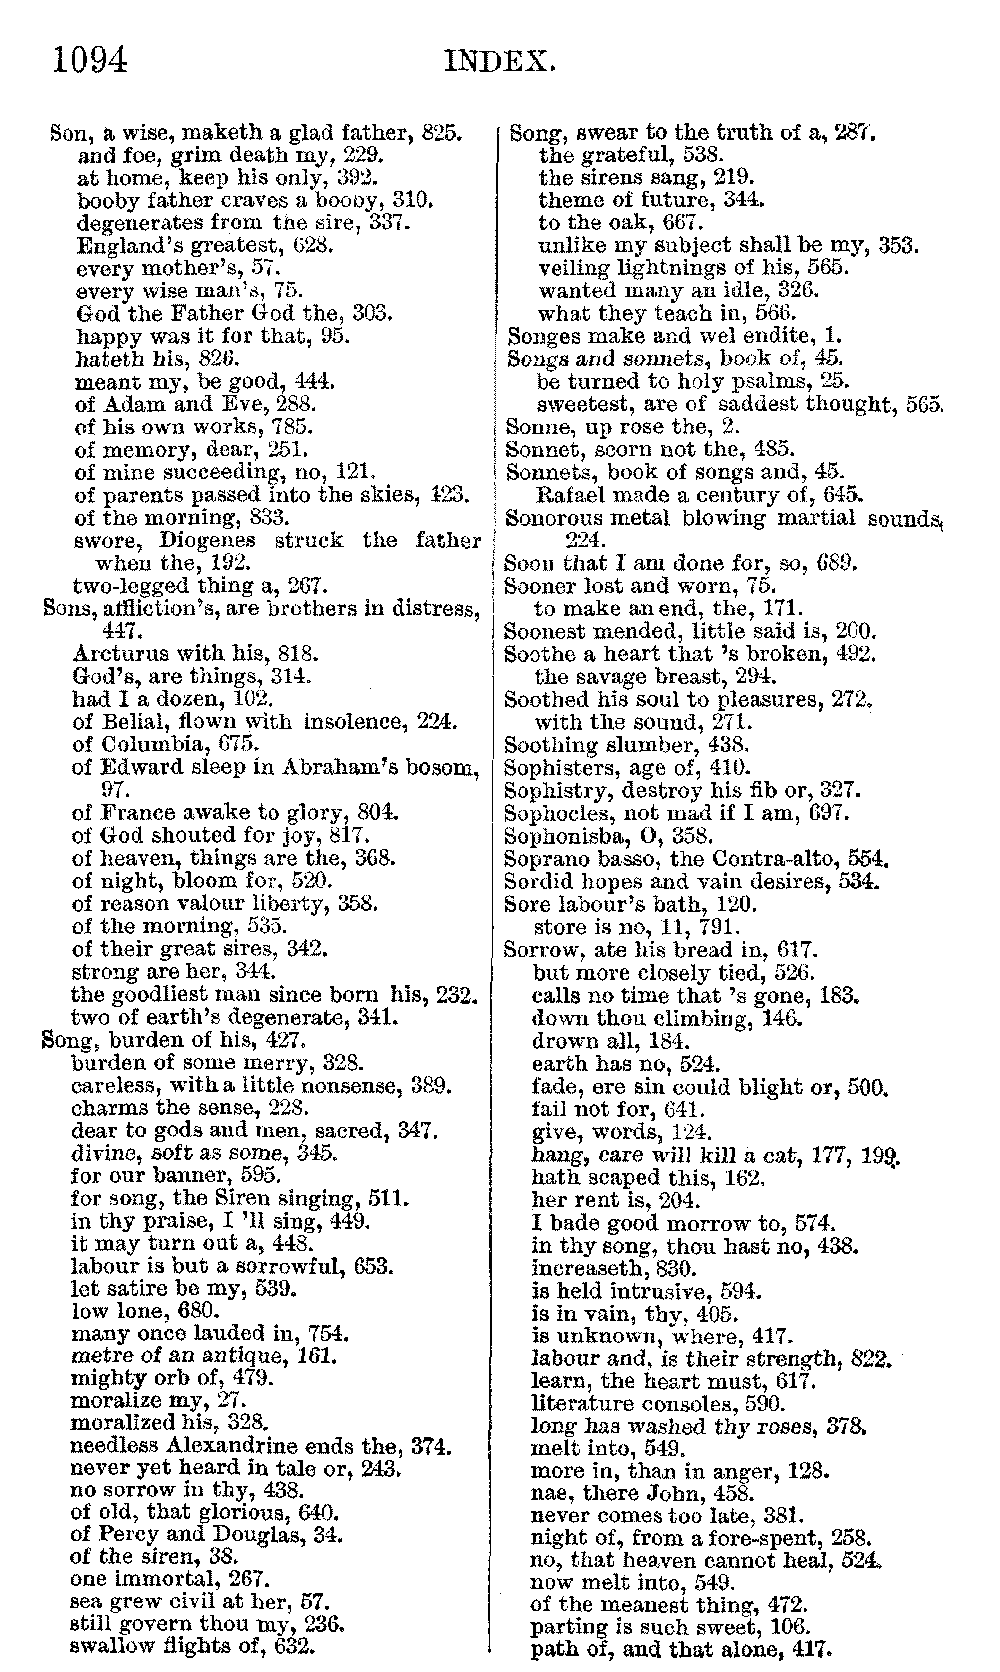 1094
INDEX.
Son, a wise, maketh a glad father, 825.
and foe, grim death my, 229.
at home, keep his only, 392.
booby father craves a booby, 310.
degenerates from the sire, 337.
England's greatest, 628.
every mother's, 57.
every wise man's, 75.
God the Father God the, 303.
happy was it for that, 95.
hateth his, 826.
meant my, be good, 444.
of Adam and Eve, 288.
of his own works, 785.
of memory, dear, 251.
of mine succeeding, no, 121.
of parents passed into the skies, 423.
of the morning, 833.
swore, Diogenes struck the father
when the, 192.
two-legged thing a, 267.
Sons, affliction's, are brothers in distress,
447.
Arcturus with his, 818.
God's, are things, 314.
had I a dozen, 102.
of Belial, flown with insolence, 224.
of Columbia, 675.
of Edward sleep in Abraham's bosom,
97.
of France awake to glory, 804.
of God shouted for joy, 817.
of heaven, things are the, 368.
of night, bloom for, 520.
of reason valour liberty, 358.
of the morning, 535.
of their great sires, 342.
strong are her, 344.
the goodliest man since born his, 232.
two of earth's degenerate, 341.
Song, burden of his, 427.
burden of some merry, 328.
careless, with a little nonsense, 389.
charms the sense, 228.
dear to gods and men, sacred, 347.
divine, soft as some, 345.
for our banner, 595.
for song, the Siren singing, 511.
in thy praise, I 'll sing, 449.
it may turn out a, 448.
labour is but a sorrowful, 653.
let satire be my, 539.
low lone, 680.
many once lauded in, 754.
metre of an antique, 161.
mighty orb of, 479.
moralize my, 27.
moralized his, 328.
needless Alexandrine ends the, 374.
never yet heard in tale or, 243.
no sorrow in thy, 438.
of old, that glorious, 640.
of Percy and Douglas, 34.
of the siren, 38.
one immortal, 267.
sea grew civil at her, 57.
still govern thou my, 236.
swallow flights of, 632.
Song, swear to the truth of a, 287.
the grateful, 538.
the sirens sang, 219.
theme of future, 344.
to the oak, 667.
unlike my subject shall be my, 353.
veiling lightnings of his, 565.
wanted many an idle, 326.
what they teach in, 566.
Songes make and wel endite, 1.
Songs and sonnets, book of, 45.
be turned to holy psalms, 25.
sweetest, are of saddest thought, 565.
Sonne, up rose the, 2.
Sonnet, scorn not the, 485.
Sonnets, book of songs and, 45.
Rafael made a century of, 645.
Sonorous metal blowing martial sounds,
224.
Soon that I am done for, so, 689.
Sooner lost and worn, 75.
to make an end, the, 171.
Soonest mended, little said is, 200.
Soothe a heart that 's broken, 492.
the savage breast, 294.
Soothed his soul to pleasures, 272.
with the sound, 271.
Soothing slumber, 438.
Sophisters, age of, 410.
Sophistry, destroy his fib or, 327.
Sophocles, not mad if I am, 697.
Sophonisba, O, 358.
Soprano basso, the Contra-alto, 554.
Sordid hopes and vain desires, 534.
Sore labour's bath, 120.
store is no, 11, 791.
Sorrow, ate his bread in, 617.
but more closely tied, 526.
calls no time that 's gone, 183.
down thou climbing, 146.
drown all, 184.
earth has no, 524.
fade, ere sin could blight or, 500.
fail not for, 641.
give, words, 124.
hang, care will kill a cat, 177, 199.
hath scaped this, 162.
her rent is, 204.
I bade good morrow to, 574.
in thy song, thou hast no, 438.
increaseth, 830.
is held intrusive, 594.
is in vain, thy, 405.
is unknown, where, 417.
labour and, is their strength, 822.
learn, the heart must, 617.
literature consoles, 590.
long has washed thy roses, 378.
melt into, 549.
more in, than in anger, 128.
nae, there John, 458.
never comes too late, 381.
night of, from a fore-spent, 258.
no, that heaven cannot heal, 524.
now melt into, 549.
of the meanest thing, 472.
parting is such sweet, 106.
path of, and that alone, 417.